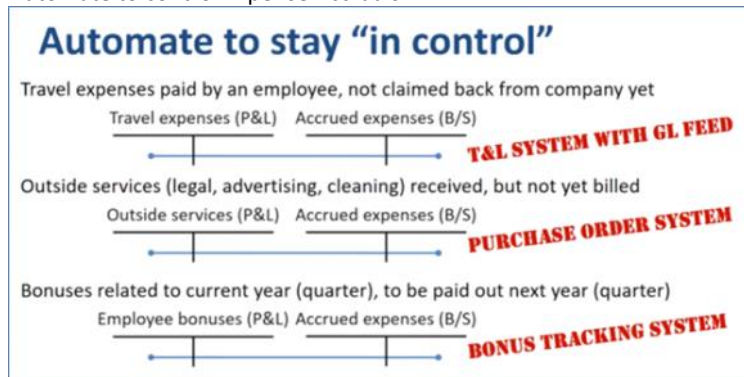 Automate to stay “in control”
Travel expenses paid by an employee, not claimed back from company yet
Travel expenses (P&L) Accrued expenses (B/S)
T&L SYSTEM WITH GL FEED
Outside services (legal, advertising, cleaning) received, but not yet billed
Outside services (P&L) Accrued expenses (B/S)
PURCHASE ORDER SYSTEM
Bonuses related to current year (quarter), to be paid out next year (quarter)
Employee bonuses (P&L) Accrued expenses (B/S)
BONUS TRACKING SYSTEM